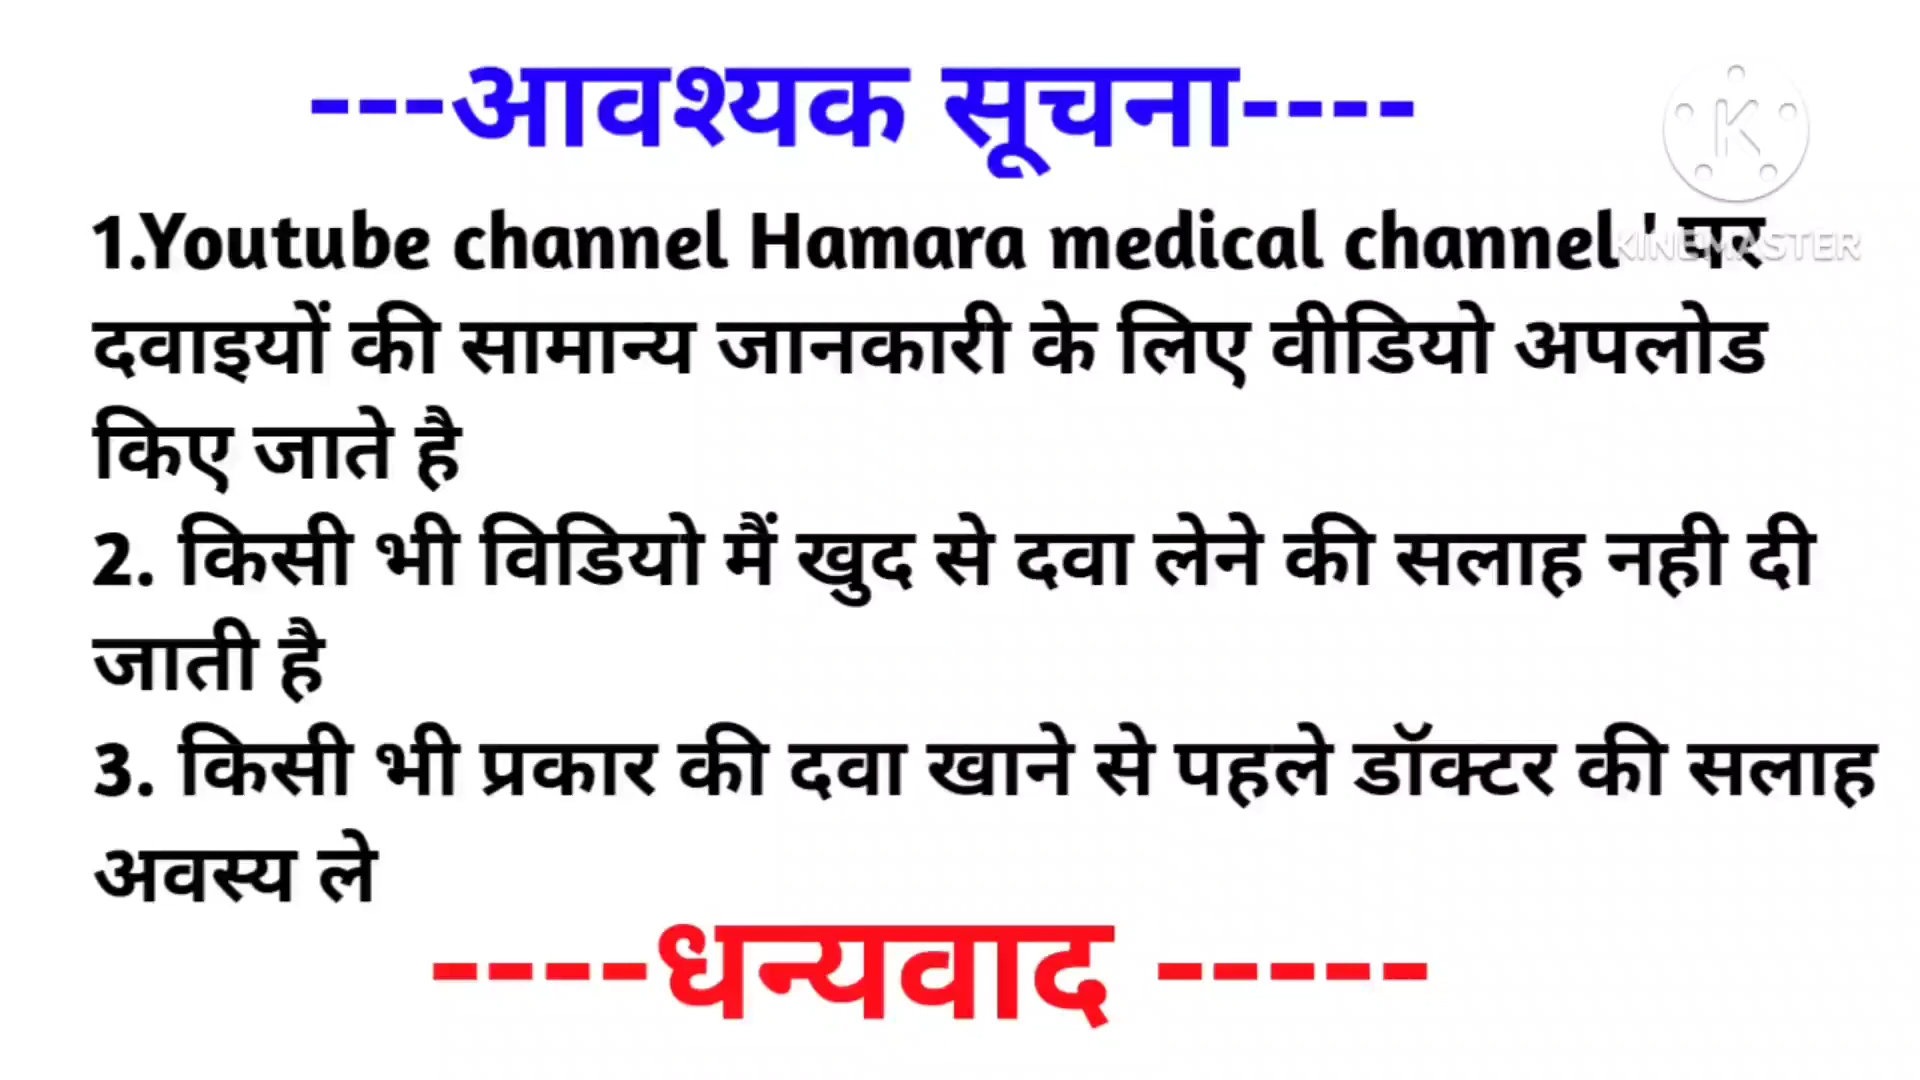 ---आवश्यक सूचना----
1.Youtube channel Hamara medical channel ' पर
KINEMASTER
दवाइयों की सामान्य जानकारी के लिए वीडियो अपलोड
किए जाते है
2. किसी भी विडियो मैं खुद से दवा लेने की सलाह नही दी
जाती है
3. किसी भी प्रकार की दवा खाने से पहले डॉक्टर की सलाह
अवस्य ले
----धन्यवाद -----